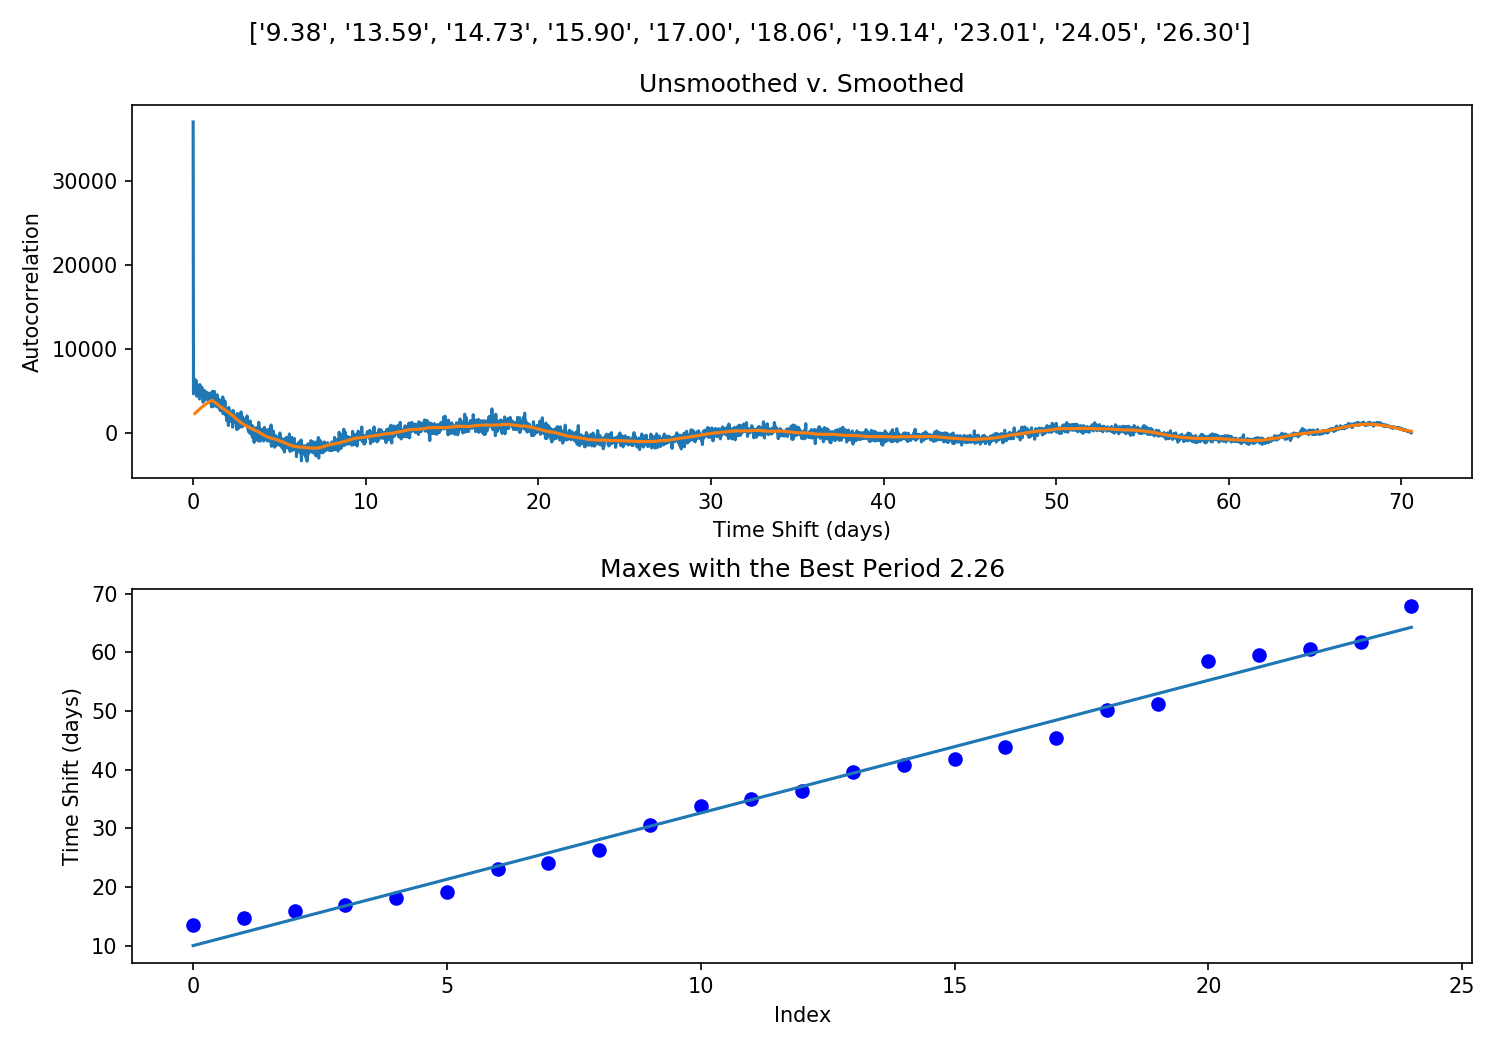 ['9.38', '13.59', '14.73', '15.90', '17.00', '18.06', '19.14', '23.01', '24.05', '26.30']
Unsmoothed v. Smoothed
30000
20000
10000
0
Autocorrelation
0 10 20 30 40 50 60 70
Time Shift (days)
Maxes with the Best Period 2.26
70
60
50
40
30
20
10
Time Shift (days)
0 5 10 15 20 25
Index